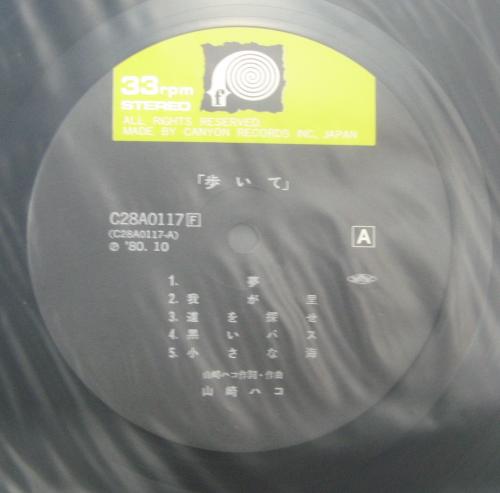 33rpm
STEREO
ALL RIGHTS RESERVED
MADE BY CANYON RECORDS INC, JAPAN
「歩いて」
C28A0117 F
(C28A0117-A)
℗ '80. 10
A
1. 夢
2. 我が里
3. 道を探せ
4. 黒いバス
5. 小さな海
山崎ハコ作詞・作曲
山崎ハコ